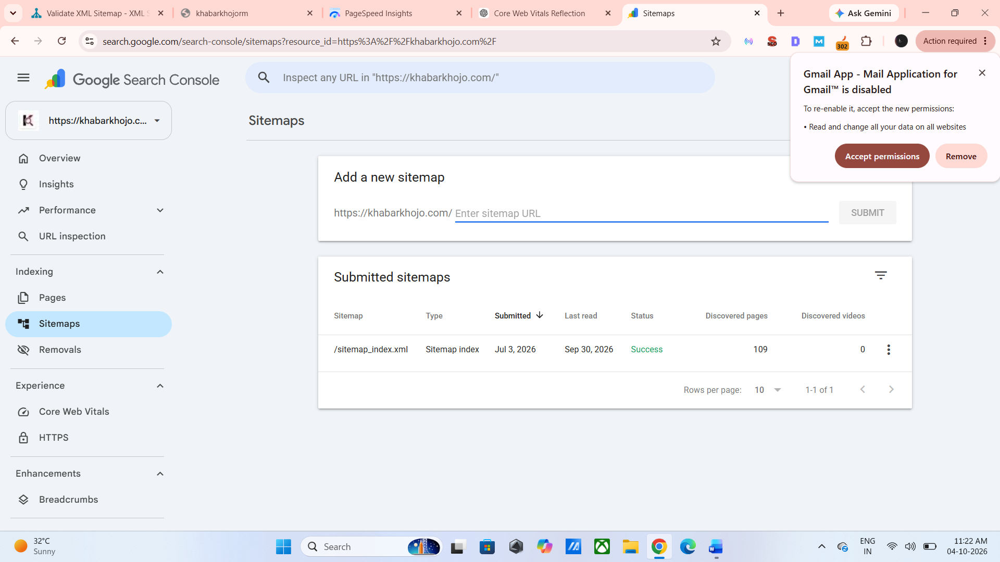 Validate XML Sitemap - XML S
khabarkhojorm
PageSpeed Insights
Core Web Vitals Reflection
Sitemaps
Ask Gemini
search.google.com/search-console/sitemaps?resource_id=https%3A%2F%2Fkhabarkhojo.com%2F
SEO
D
M
302
Action required
Google Search Console
Inspect any URL in "https://khabarkhojo.com/"
Gmail App - Mail Application for
Gmail™ is disabled
To re-enable it, accept the new permissions:
• Read and change all your data on all websites
Accept permissions
Remove
K
https://khabarkhojo.c...
Overview
Insights
Performance
URL inspection
Indexing
Pages
Sitemaps
Removals
Experience
Core Web Vitals
HTTPS
Enhancements
Breadcrumbs
Sitemaps
Add a new sitemap
https://khabarkhojo.com/ Enter sitemap URL
SUBMIT
Submitted sitemaps
Sitemap Type Submitted Last read Status Discovered pages Discovered videos
/sitemap_index.xml Sitemap index Jul 3, 2026 Sep 30, 2026 Success 109 0
Rows per page: 10 1-1 of 1
32°C
Sunny
Search
W
ENG
IN
11:22 AM
04-10-2026